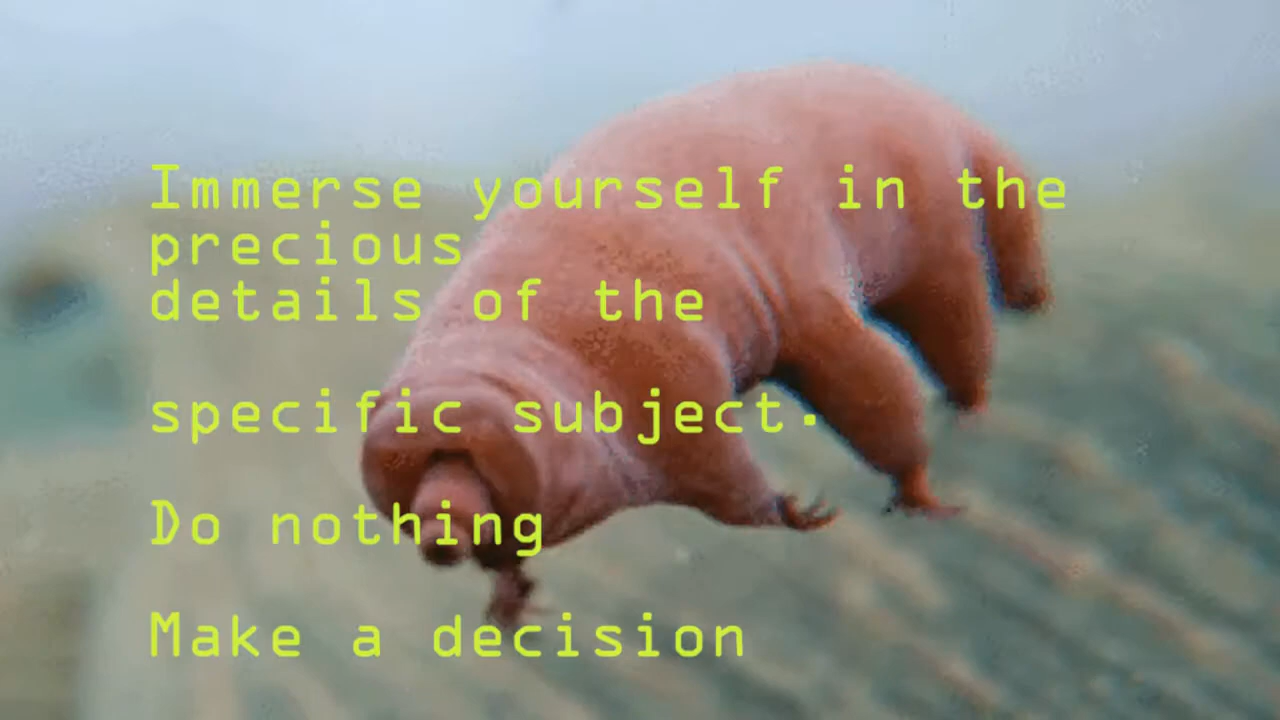 Immerse yourself in the
precious
details of the
specific subject.
Do nothing
Make a decision